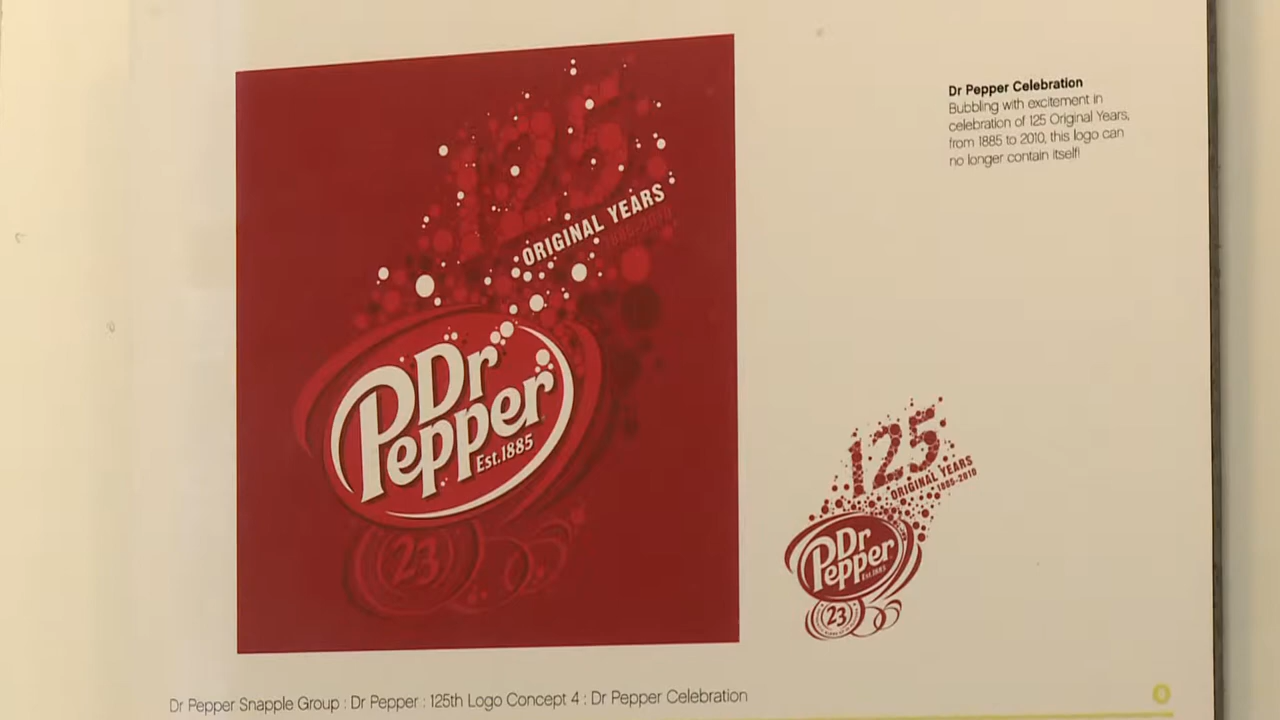 125
ORIGINAL YEARS
1885-2010
Dr
Pepper
Est.1885
23
Dr Pepper Celebration
Bubbling with excitement in
celebration of 125 Original Years,
from 1885 to 2010, this logo can
no longer contain itself!
125
ORIGINAL YEARS
1885-2010
Dr
Pepper
Est.1885
23
Dr Pepper Snapple Group : Dr Pepper : 125th Logo Concept 4 : Dr Pepper Celebration